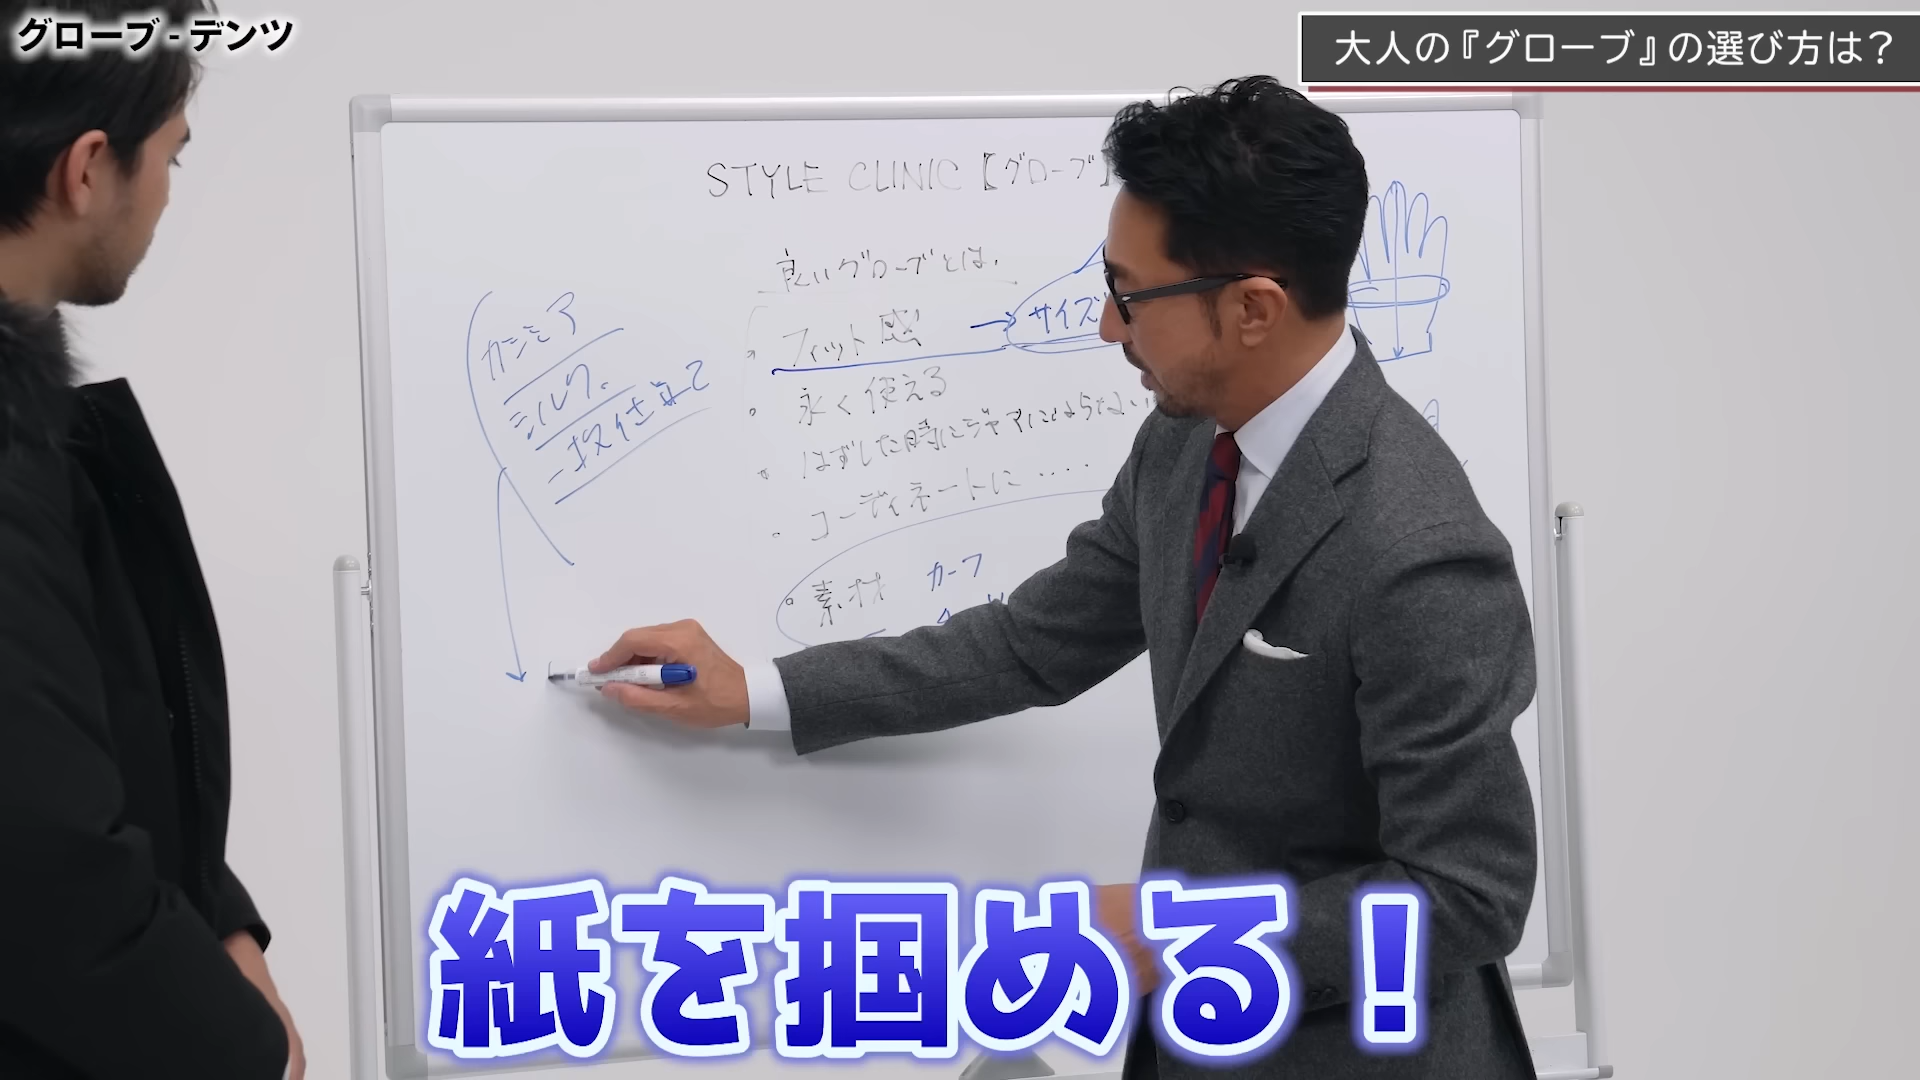 グローブ - デンツ
大人の『グローブ』の選び方は？
STYLE CLINIC【グローブ】
良いグローブとは、
フィット感 → サイズ
永く使える
はずした時にジャマにならない
コーディネートに‥‥
素材 カーフ
カシミア
シルク、
一枚仕立て
紙を掴める！